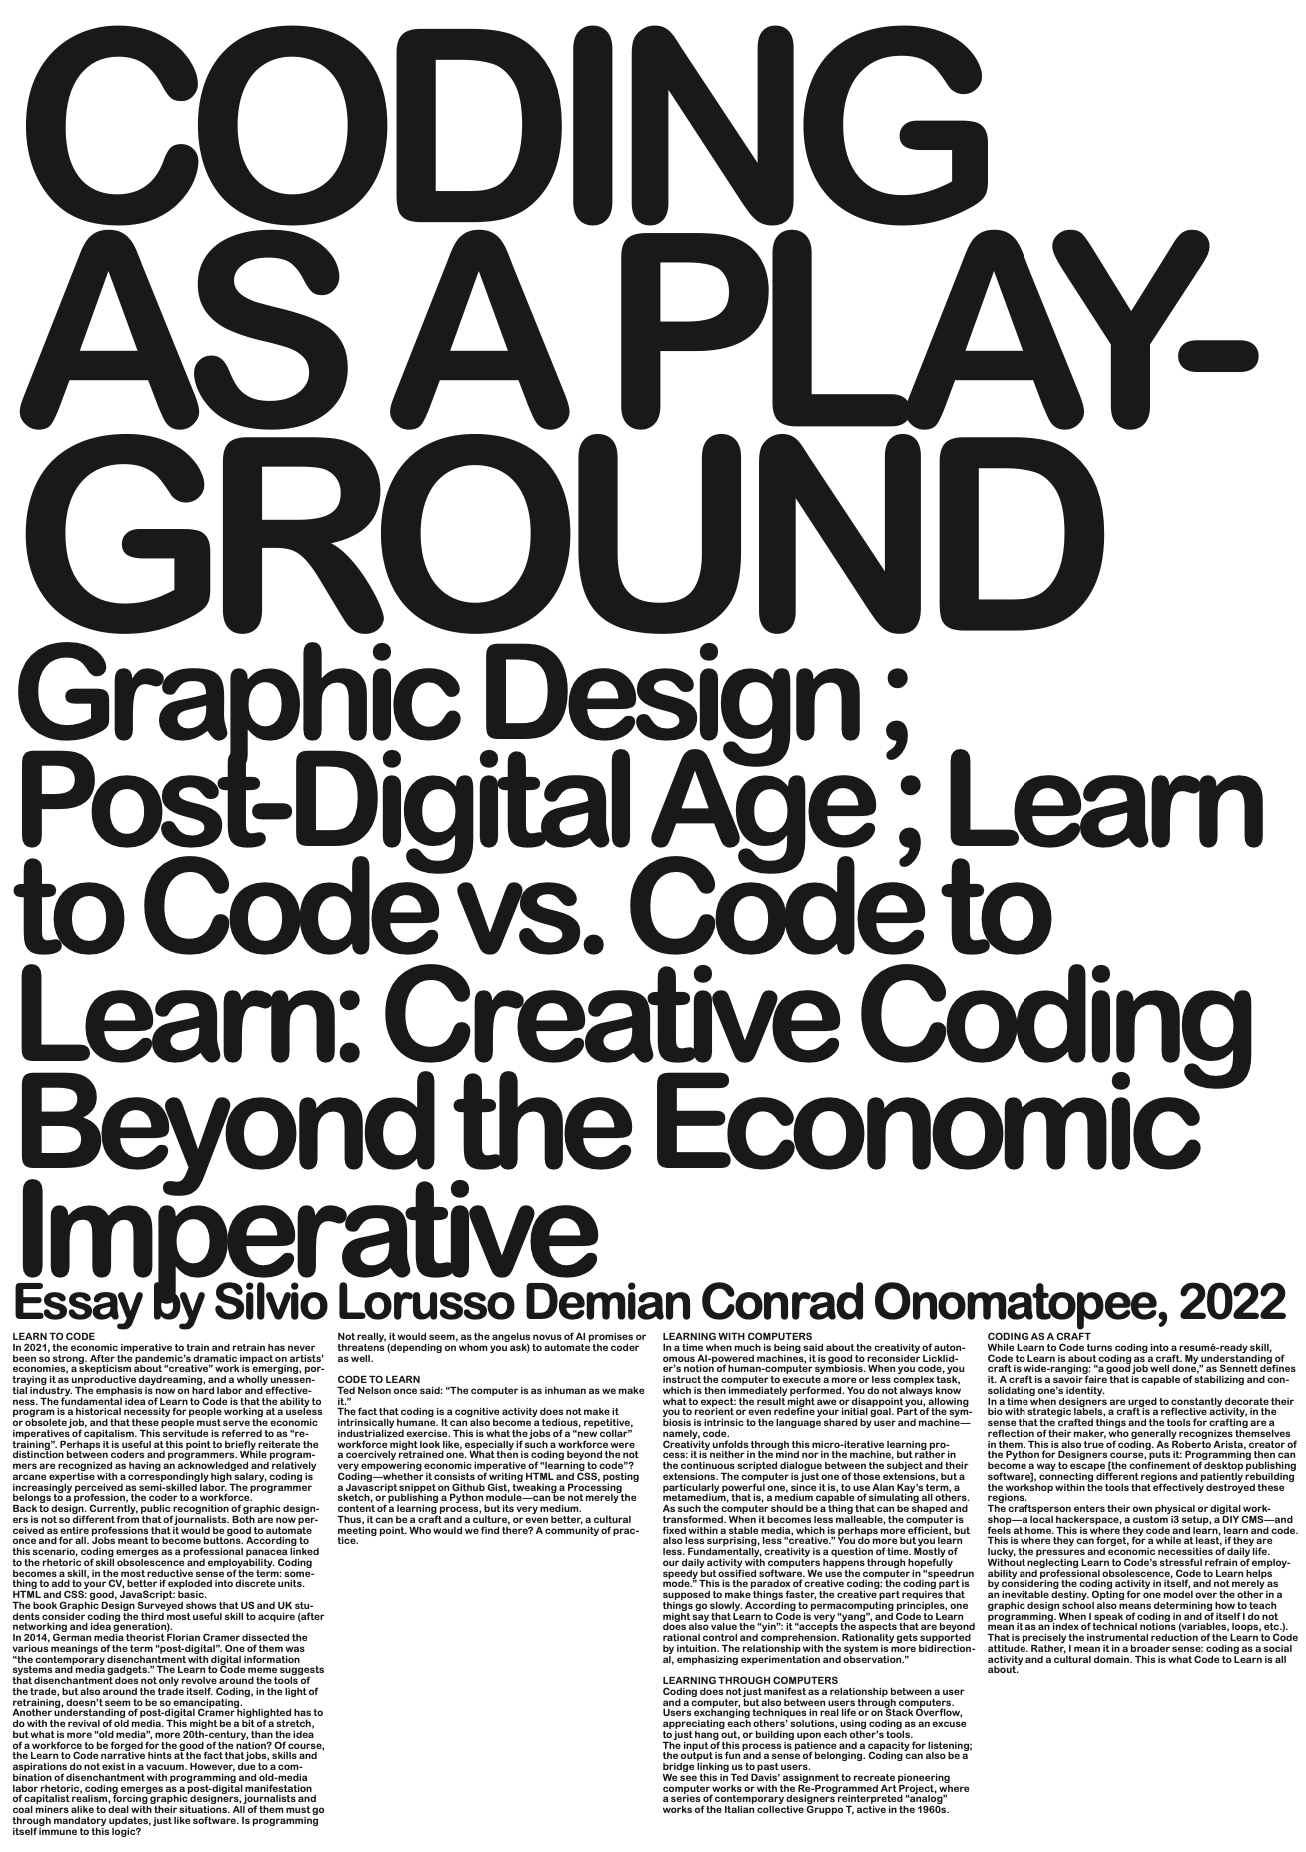 CODING
AS A PLAY-
GROUND
Graphic Design ;
Post-Digital Age ; Learn
to Code vs. Code to
Learn: Creative Coding
Beyond the Economic
Imperative
Essay by Silvio Lorusso Demian Conrad Onomatopee, 2022
LEARN TO CODE
In 2021, the economic imperative to train and retrain has never
been so strong. After the pandemic's dramatic impact on artists'
economies, a skepticism about “creative” work is emerging, por-
traying it as unproductive daydreaming, and a wholly unessen-
tial industry. The emphasis is now on hard labor and effective-
ness. The fundamental idea of Learn to Code is that the ability to
program is a historical necessity for people working at a useless
or obsolete job, and that these people must serve the economic
imperatives of capitalism. This servitude is referred to as “re-
training”. Perhaps it is useful at this point to briefly reiterate the
distinction between coders and programmers. While program-
mers are recognized as having an acknowledged and relatively
arcane expertise with a correspondingly high salary, coding is
increasingly perceived as semi-skilled labor. The programmer
belongs to a profession, the coder to a workforce.
Back to design. Currently, public recognition of graphic design-
ers is not so different from that of journalists. Both are now per-
ceived as entire professions that it would be good to automate
once and for all. Jobs meant to become buttons. According to
this scenario, coding emerges as a professional panacea linked
to the rhetoric of skill obsolescence and employability. Coding
becomes a skill, in the most reductive sense of the term: some-
thing to add to your CV, better if exploded into discrete units.
HTML and CSS: good, JavaScript: basic.
The book Graphic Design Surveyed shows that US and UK stu-
dents consider coding the third most useful skill to acquire (after
networking and idea generation).
In 2014, German media theorist Florian Cramer dissected the
various meanings of the term “post-digital”. One of them was
“the contemporary disenchantment with digital information
systems and media gadgets.” The Learn to Code meme suggests
that disenchantment does not only revolve around the tools of
the trade, but also around the trade itself. Coding, in the light of
retraining, doesn't seem to be so emancipating.
Another understanding of post-digital Cramer highlighted has to
do with the revival of old media. This might be a bit of a stretch,
but what is more “old media”, more 20th-century, than the idea
of a workforce to be forged for the good of the nation? Of course,
the Learn to Code narrative hints at the fact that jobs, skills and
aspirations do not exist in a vacuum. However, due to a com-
bination of disenchantment with programming and old-media
labor rhetoric, coding emerges as a post-digital manifestation
of capitalist realism, forcing graphic designers, journalists and
coal miners alike to deal with their situations. All of them must go
through mandatory updates, just like software. Is programming
itself immune to this logic?
Not really, it would seem, as the angelus novus of AI promises or
threatens (depending on whom you ask) to automate the coder
as well.
CODE TO LEARN
Ted Nelson once said: “The computer is as inhuman as we make
it.”
The fact that coding is a cognitive activity does not make it
intrinsically humane. It can also become a tedious, repetitive,
industrialized exercise. This is what the jobs of a “new collar”
workforce might look like, especially if such a workforce were
a coercively retrained one. What then is coding beyond the not
very empowering economic imperative of “learning to code”?
Coding—whether it consists of writing HTML and CSS, posting
a Javascript snippet on Github Gist, tweaking a Processing
sketch, or publishing a Python module—can be not merely the
content of a learning process, but its very medium.
Thus, it can be a craft and a culture, or even better, a cultural
meeting point. Who would we find there? A community of prac-
tice.
LEARNING WITH COMPUTERS
In a time when much is being said about the creativity of auton-
omous AI-powered machines, it is good to reconsider Licklid-
er's notion of human-computer symbiosis. When you code, you
instruct the computer to execute a more or less complex task,
which is then immediately performed. You do not always know
what to expect: the result might awe or disappoint you, allowing
you to reorient or even redefine your initial goal. Part of the sym-
biosis is intrinsic to the language shared by user and machine—
namely, code.
Creativity unfolds through this micro-iterative learning pro-
cess: it is neither in the mind nor in the machine, but rather in
the continuous scripted dialogue between the subject and their
extensions. The computer is just one of those extensions, but a
particularly powerful one, since it is, to use Alan Kay's term, a
metamedium, that is, a medium capable of simulating all others.
As such the computer should be a thing that can be shaped and
transformed. When it becomes less malleable, the computer is
fixed within a stable media, which is perhaps more efficient, but
also less surprising, less “creative.” You do more but you learn
less. Fundamentally, creativity is a question of time. Mostly of
our daily activity with computers happens through hopefully
speedy but ossified software. We use the computer in “speedrun
mode.” This is the paradox of creative coding: the coding part is
supposed to make things faster, the creative part requires that
things go slowly. According to permacomputing principles, one
might say that Learn to Code is very “yang”, and Code to Learn
does also value the “yin”: it “accepts the aspects that are beyond
rational control and comprehension. Rationality gets supported
by intuition. The relationship with the system is more bidirection-
al, emphasizing experimentation and observation.”
LEARNING THROUGH COMPUTERS
Coding does not just manifest as a relationship between a user
and a computer, but also between users through computers.
Users exchanging techniques in real life or on Stack Overflow,
appreciating each others' solutions, using coding as an excuse
to just hang out, or building upon each other's tools.
The input of this process is patience and a capacity for listening;
the output is fun and a sense of belonging. Coding can also be a
bridge linking us to past users.
We see this in Ted Davis' assignment to recreate pioneering
computer works or with the Re-Programmed Art Project, where
a series of contemporary designers reinterpreted “analog”
works of the Italian collective Gruppo T, active in the 1960s.
CODING AS A CRAFT
While Learn to Code turns coding into a resumé-ready skill,
Code to Learn is about coding as a craft. My understanding of
craft is wide-ranging: “a good job well done,” as Sennett defines
it. A craft is a savoir faire that is capable of stabilizing and con-
solidating one's identity.
In a time when designers are urged to constantly decorate their
bio with strategic labels, a craft is a reflective activity, in the
sense that the crafted things and the tools for crafting are a
reflection of their maker, who generally recognizes themselves
in them. This is also true of coding. As Roberto Arista, creator of
the Python for Designers course, puts it: Programming then can
become a way to escape [the confinement of desktop publishing
software], connecting different regions and patiently rebuilding
the workshop within the tools that effectively destroyed these
regions.
The craftsperson enters their own physical or digital work-
shop—a local hackerspace, a custom i3 setup, a DIY CMS—and
feels at home. This is where they code and learn, learn and code.
This is where they can forget, for a while at least, if they are
lucky, the pressures and economic necessities of daily life.
Without neglecting Learn to Code's stressful refrain of employ-
ability and professional obsolescence, Code to Learn helps
by considering the coding activity in itself, and not merely as
an inevitable destiny. Opting for one model over the other in a
graphic design school also means determining how to teach
programming. When I speak of coding in and of itself I do not
mean it as an index of technical notions (variables, loops, etc.).
That is precisely the instrumental reduction of the Learn to Code
attitude. Rather, I mean it in a broader sense: coding as a social
activity and a cultural domain. This is what Code to Learn is all
about.